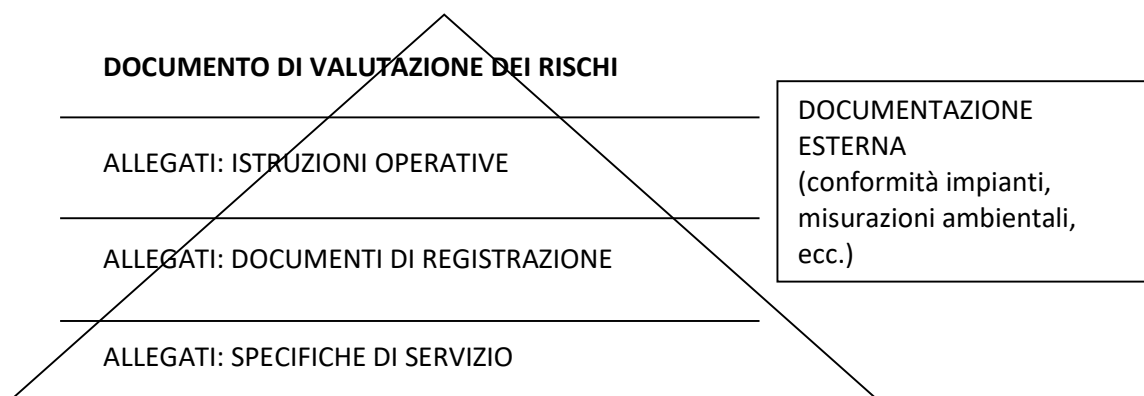 DOCUMENTO DI VALUTAZIONE DEI RISCHI
ALLEGATI: ISTRUZIONI OPERATIVE
ALLEGATI: DOCUMENTI DI REGISTRAZIONE
ALLEGATI: SPECIFICHE DI SERVIZIO
DOCUMENTAZIONE
ESTERNA
(conformità impianti,
misurazioni ambientali,
ecc.)